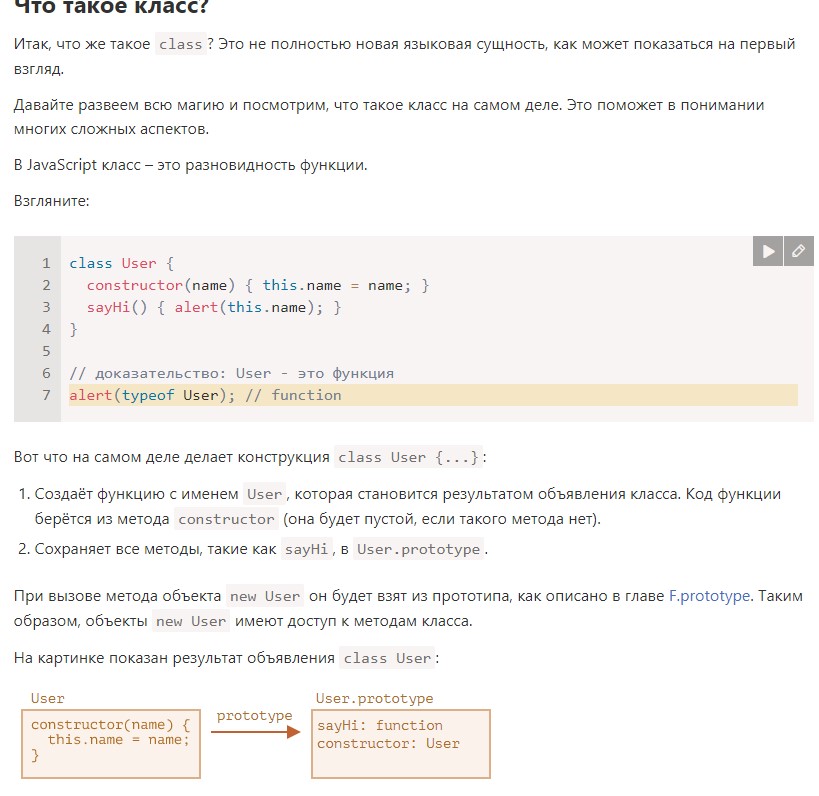 Что такое класс?
Итак, что же такое class? Это не полностью новая языковая сущность, как может показаться на первый
взгляд.
Давайте развеем всю магию и посмотрим, что такое класс на самом деле. Это поможет в понимании
многих сложных аспектов.
В JavaScript класс – это разновидность функции.
Взгляните:
1 class User {
2   constructor(name) { this.name = name; }
3   sayHi() { alert(this.name); }
4 }
5
6 // доказательство: User - это функция
7 alert(typeof User); // function
Вот что на самом деле делает конструкция class User {...}:
1. Создаёт функцию с именем User, которая становится результатом объявления класса. Код функции
берётся из метода constructor (она будет пустой, если такого метода нет).
2. Сохраняет все методы, такие как sayHi, в User.prototype.
При вызове метода объекта new User он будет взят из прототипа, как описано в главе F.prototype. Таким
образом, объекты new User имеют доступ к методам класса.
На картинке показан результат объявления class User:
User
constructor(name) {
  this.name = name;
}
prototype
User.prototype
sayHi: function
constructor: User